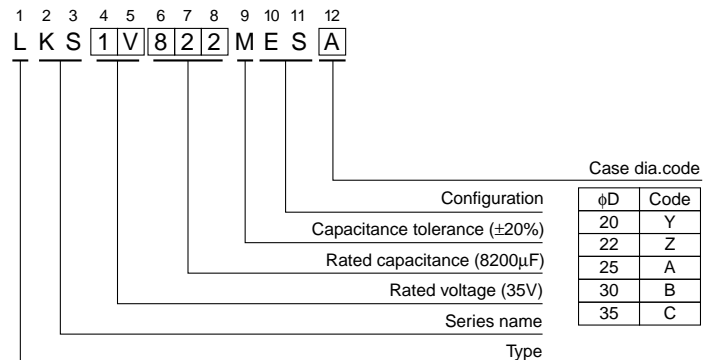 1 2 3 4 5 6 7 8 9 10 11 12
L K S 1 V 8 2 2 M E S A
Case dia.code
Configuration
Capacitance tolerance (±20%)
Rated capacitance (8200μF)
Rated voltage (35V)
Series name
Type
ϕD Code
20 Y
22 Z
25 A
30 B
35 C